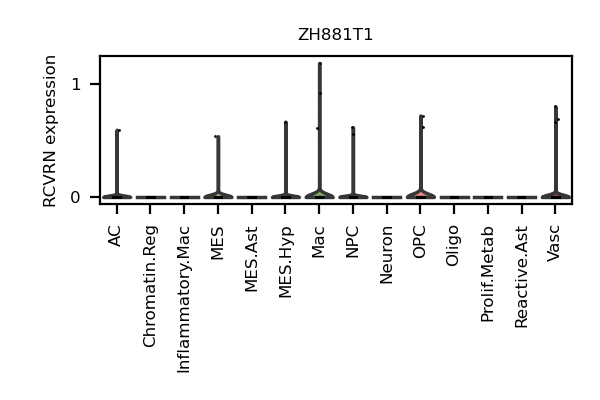 ZH881T1
RCVRN expression
1
0
AC
Chromatin.Reg
Inflammatory.Mac
MES
MES.Ast
MES.Hyp
Mac
NPC
Neuron
OPC
Oligo
Prolif.Metab
Reactive.Ast
Vasc